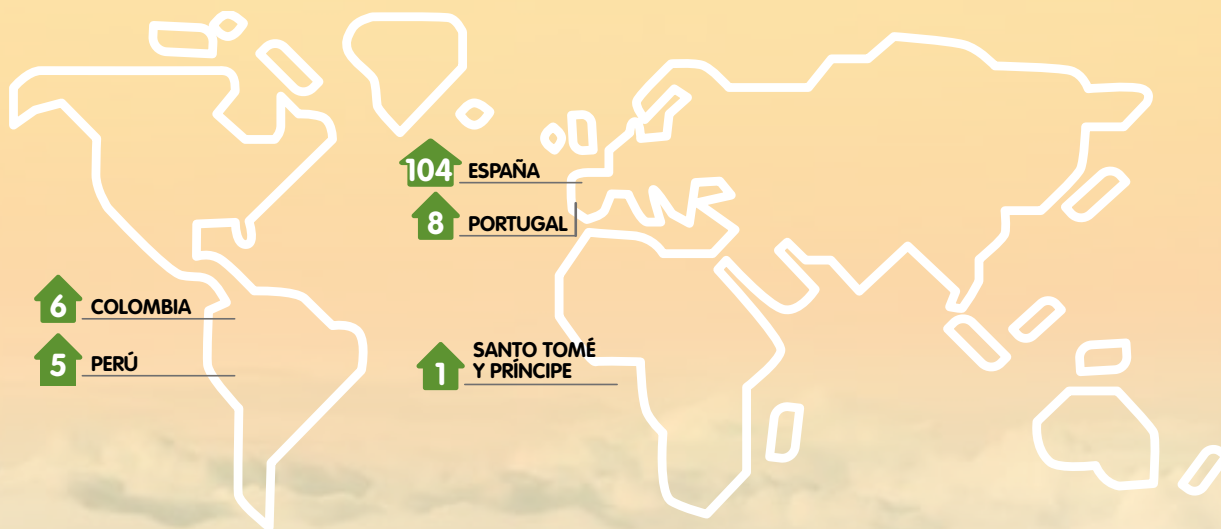 104 ESPAÑA
8 PORTUGAL
6 COLOMBIA
5 PERÚ
1 SANTO TOMÉ
Y PRÍNCIPE